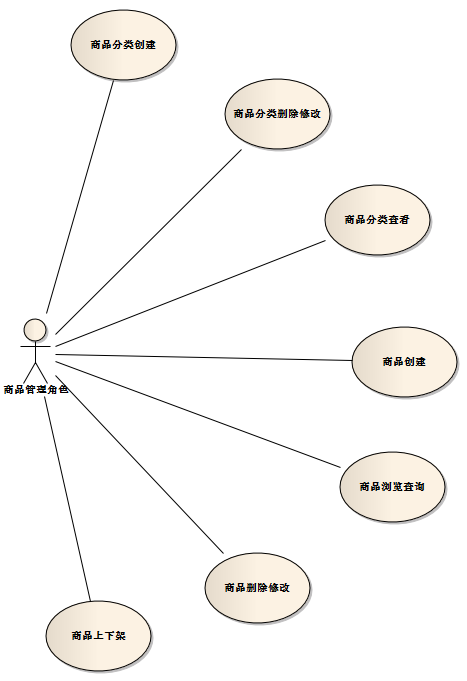 商品分类创建
商品分类删除修改
商品分类查看
商品创建
商品管理角色
商品浏览查询
商品删除修改
商品上下架